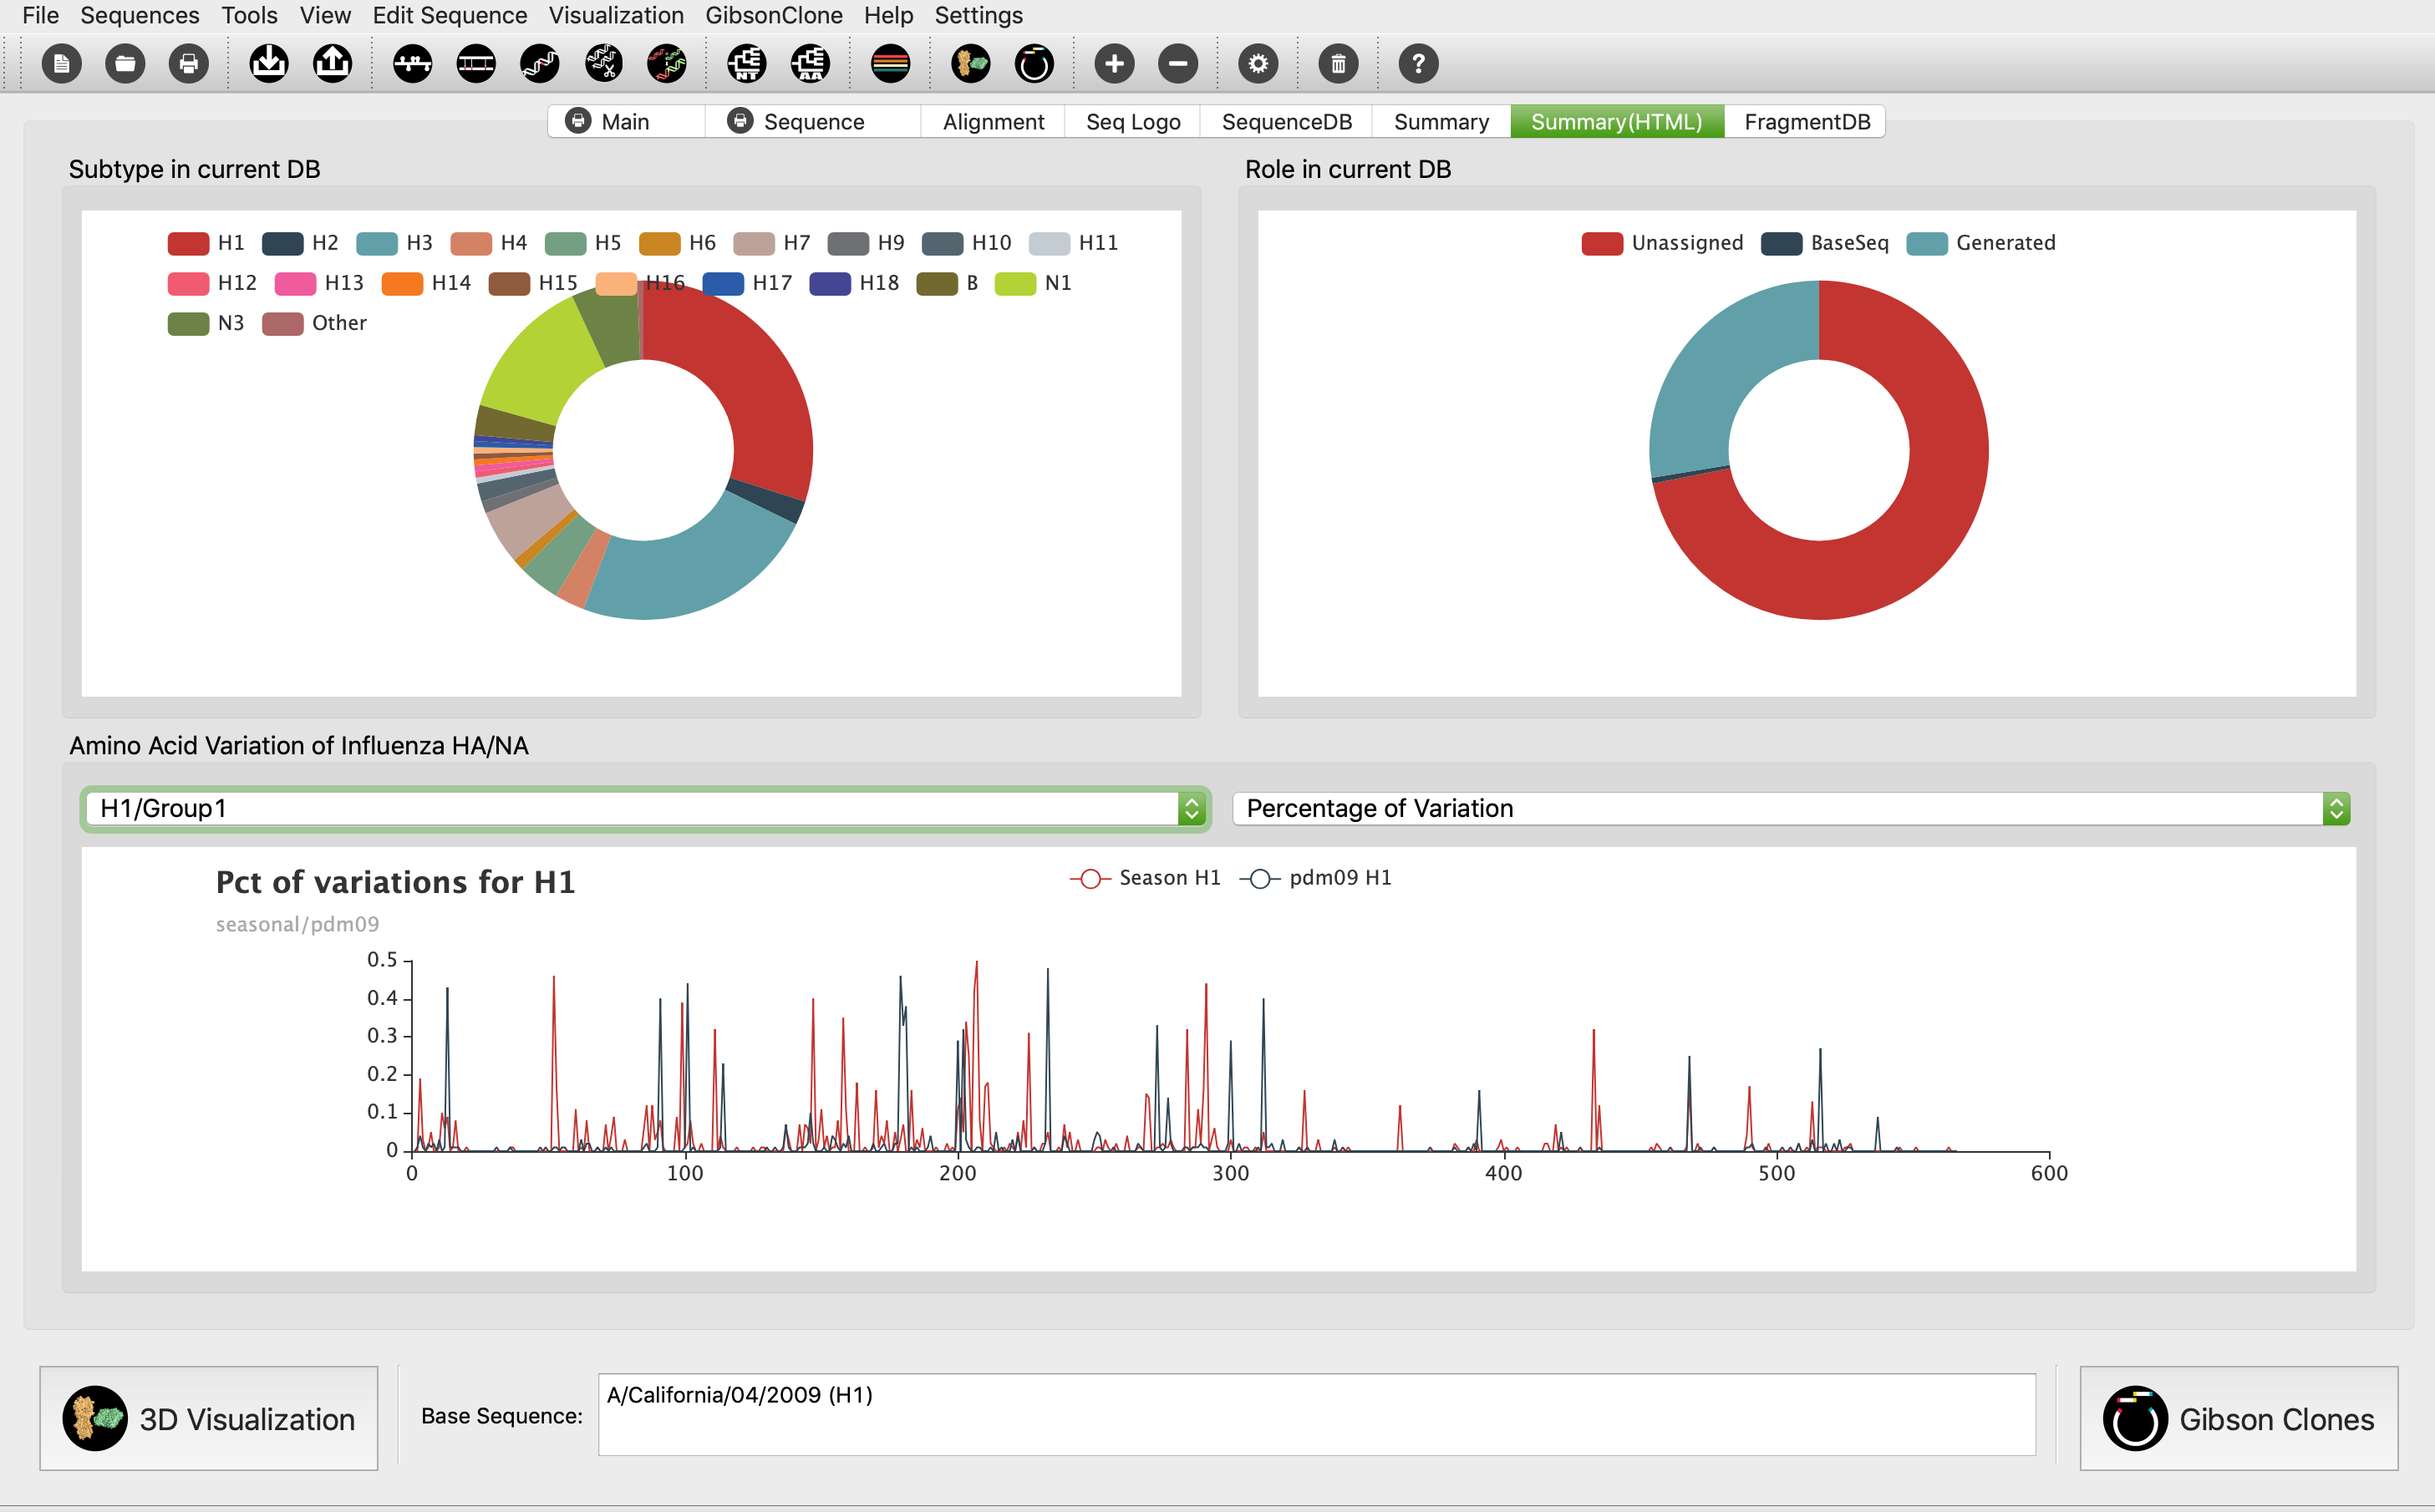 File Sequences Tools View Edit Sequence Visualization GibsonClone Help Settings
NT AA ?
Main Sequence Alignment Seq Logo SequenceDB Summary Summary(HTML) FragmentDB
Subtype in current DB
H1 H2 H3 H4 H5 H6 H7 H9 H10 H11
H12 H13 H14 H15 H16 H17 H18 B N1
N3 Other
Role in current DB
Unassigned BaseSeq Generated
Amino Acid Variation of Influenza HA/NA
H1/Group1
Percentage of Variation
Pct of variations for H1
seasonal/pdm09
Season H1 pdm09 H1
0.5
0.4
0.3
0.2
0.1
0
0 100 200 300 400 500 600
3D Visualization
Base Sequence:
A/California/04/2009 (H1)
Gibson Clones